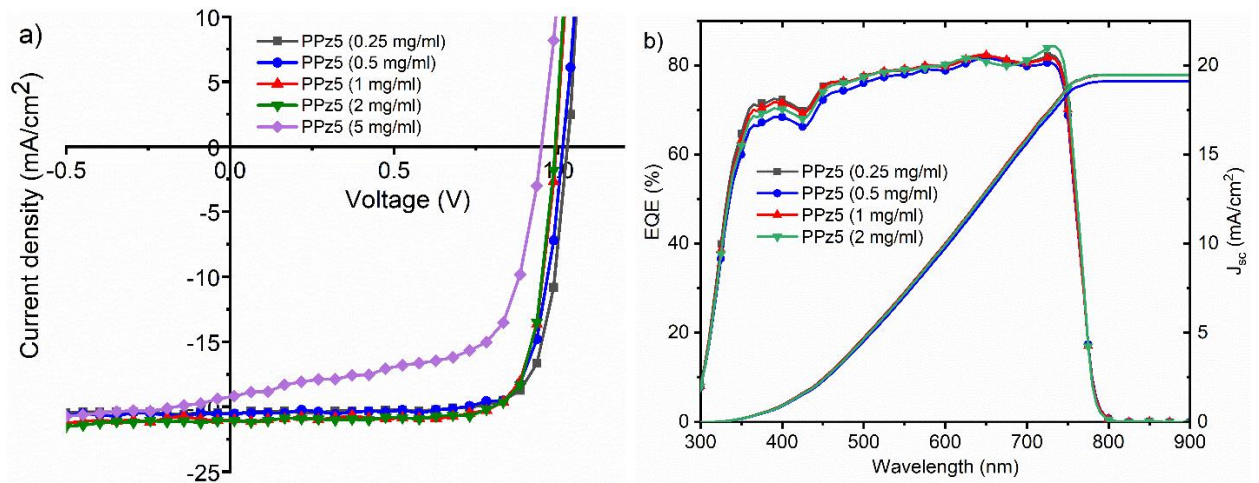 a)
Current density (mA/cm2)
10
5
0
-5
-10
-15
-20
-25
-0.5
0.0
0.5
1.0
Voltage (V)
PPz5 (0.25 mg/ml)
PPz5 (0.5 mg/ml)
PPz5 (1 mg/ml)
PPz5 (2 mg/ml)
PPz5 (5 mg/ml)
b)
EQE (%)
80
60
40
20
0
PPz5 (0.25 mg/ml)
PPz5 (0.5 mg/ml)
PPz5 (1 mg/ml)
PPz5 (2 mg/ml)
20
15
10
5
0
Jsc (mA/cm²)
300 400 500 600 700 800 900
Wavelength (nm)